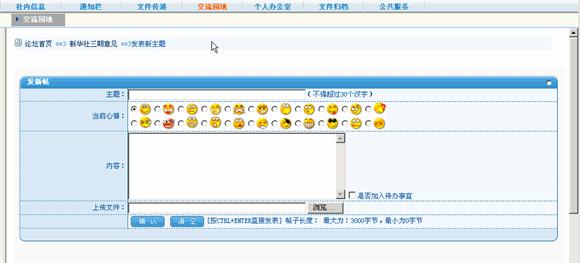 社内信息 通知栏 文件传递 交流园地 个人办公室 文件归档 公共服务
交流园地
论坛首页 ==> 新华社三期意见 ==>发表新主题
发新帖
主题： (不得超过30个汉字)
当前心情：
内容：
是否加入待办事宜
上传文件： 浏览...
确 认 清 空 [按CTRL+ENTER直接发表] 帖子长度： 最大为：3000字节，最小为0字节